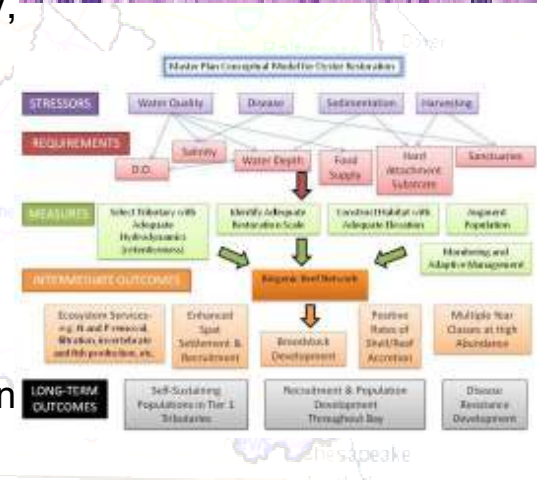 Master Plan Conceptual Model for Oyster Restoration
STRESSORS
Water Quality
Disease
Sedimentation
Harvesting
REQUIREMENTS
D.O.
Salinity
Water Depth
Food
Supply
Hard
Attachment
Substrate
Sanctuaries
MEASURES
Select Tributary with
Adequate
Hydrodynamics
(retentiveness)
Identify Adequate
Restoration Scale
Construct Habitat with
Adequate Elevation
Augment
Population
Monitoring and
Adaptive Management
INTERMEDIATE OUTCOMES
Biogenic Reef Network
Ecosystem Services-
e.g. N and P removal,
filtration, invertebrate
and fish production, etc.
Enhanced
Spat
Settlement &
Recruitment
Broodstock
Development
Positive
Rates of
Shell/Reef
Accretion
Multiple Year
Classes at High
Abundance
LONG-TERM
OUTCOMES
Self-Sustaining
Populations in Tier 1
Tributaries
Recruitment & Population
Development
Throughout Bay
Disease
Resistance
Development
Chesapeake